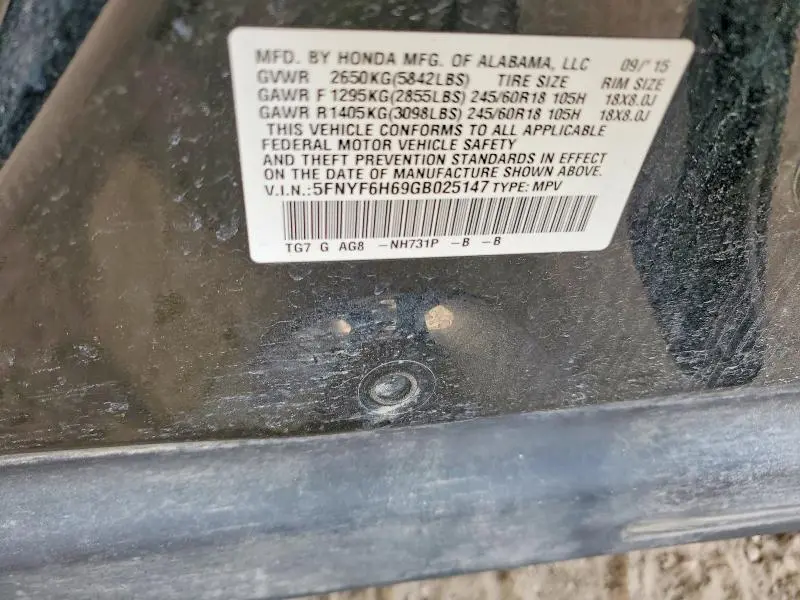 MFD. BY HONDA MFG. OF ALABAMA, LLC 09/'15
GVWR 2650KG(5842LBS) TIRE SIZE RIM SIZE
GAWR F 1295KG(2855LBS) 245/60R18 105H 18X8.0J
GAWR R 1405KG(3098LBS) 245/60R18 105H 18X8.0J
THIS VEHICLE CONFORMS TO ALL APPLICABLE
FEDERAL MOTOR VEHICLE SAFETY
AND THEFT PREVENTION STANDARDS IN EFFECT
ON THE DATE OF MANUFACTURE SHOWN ABOVE.
V.I.N.:5FNYF6H69GB025147 TYPE: MPV
TG7 G AG8 -NH731P -B -B